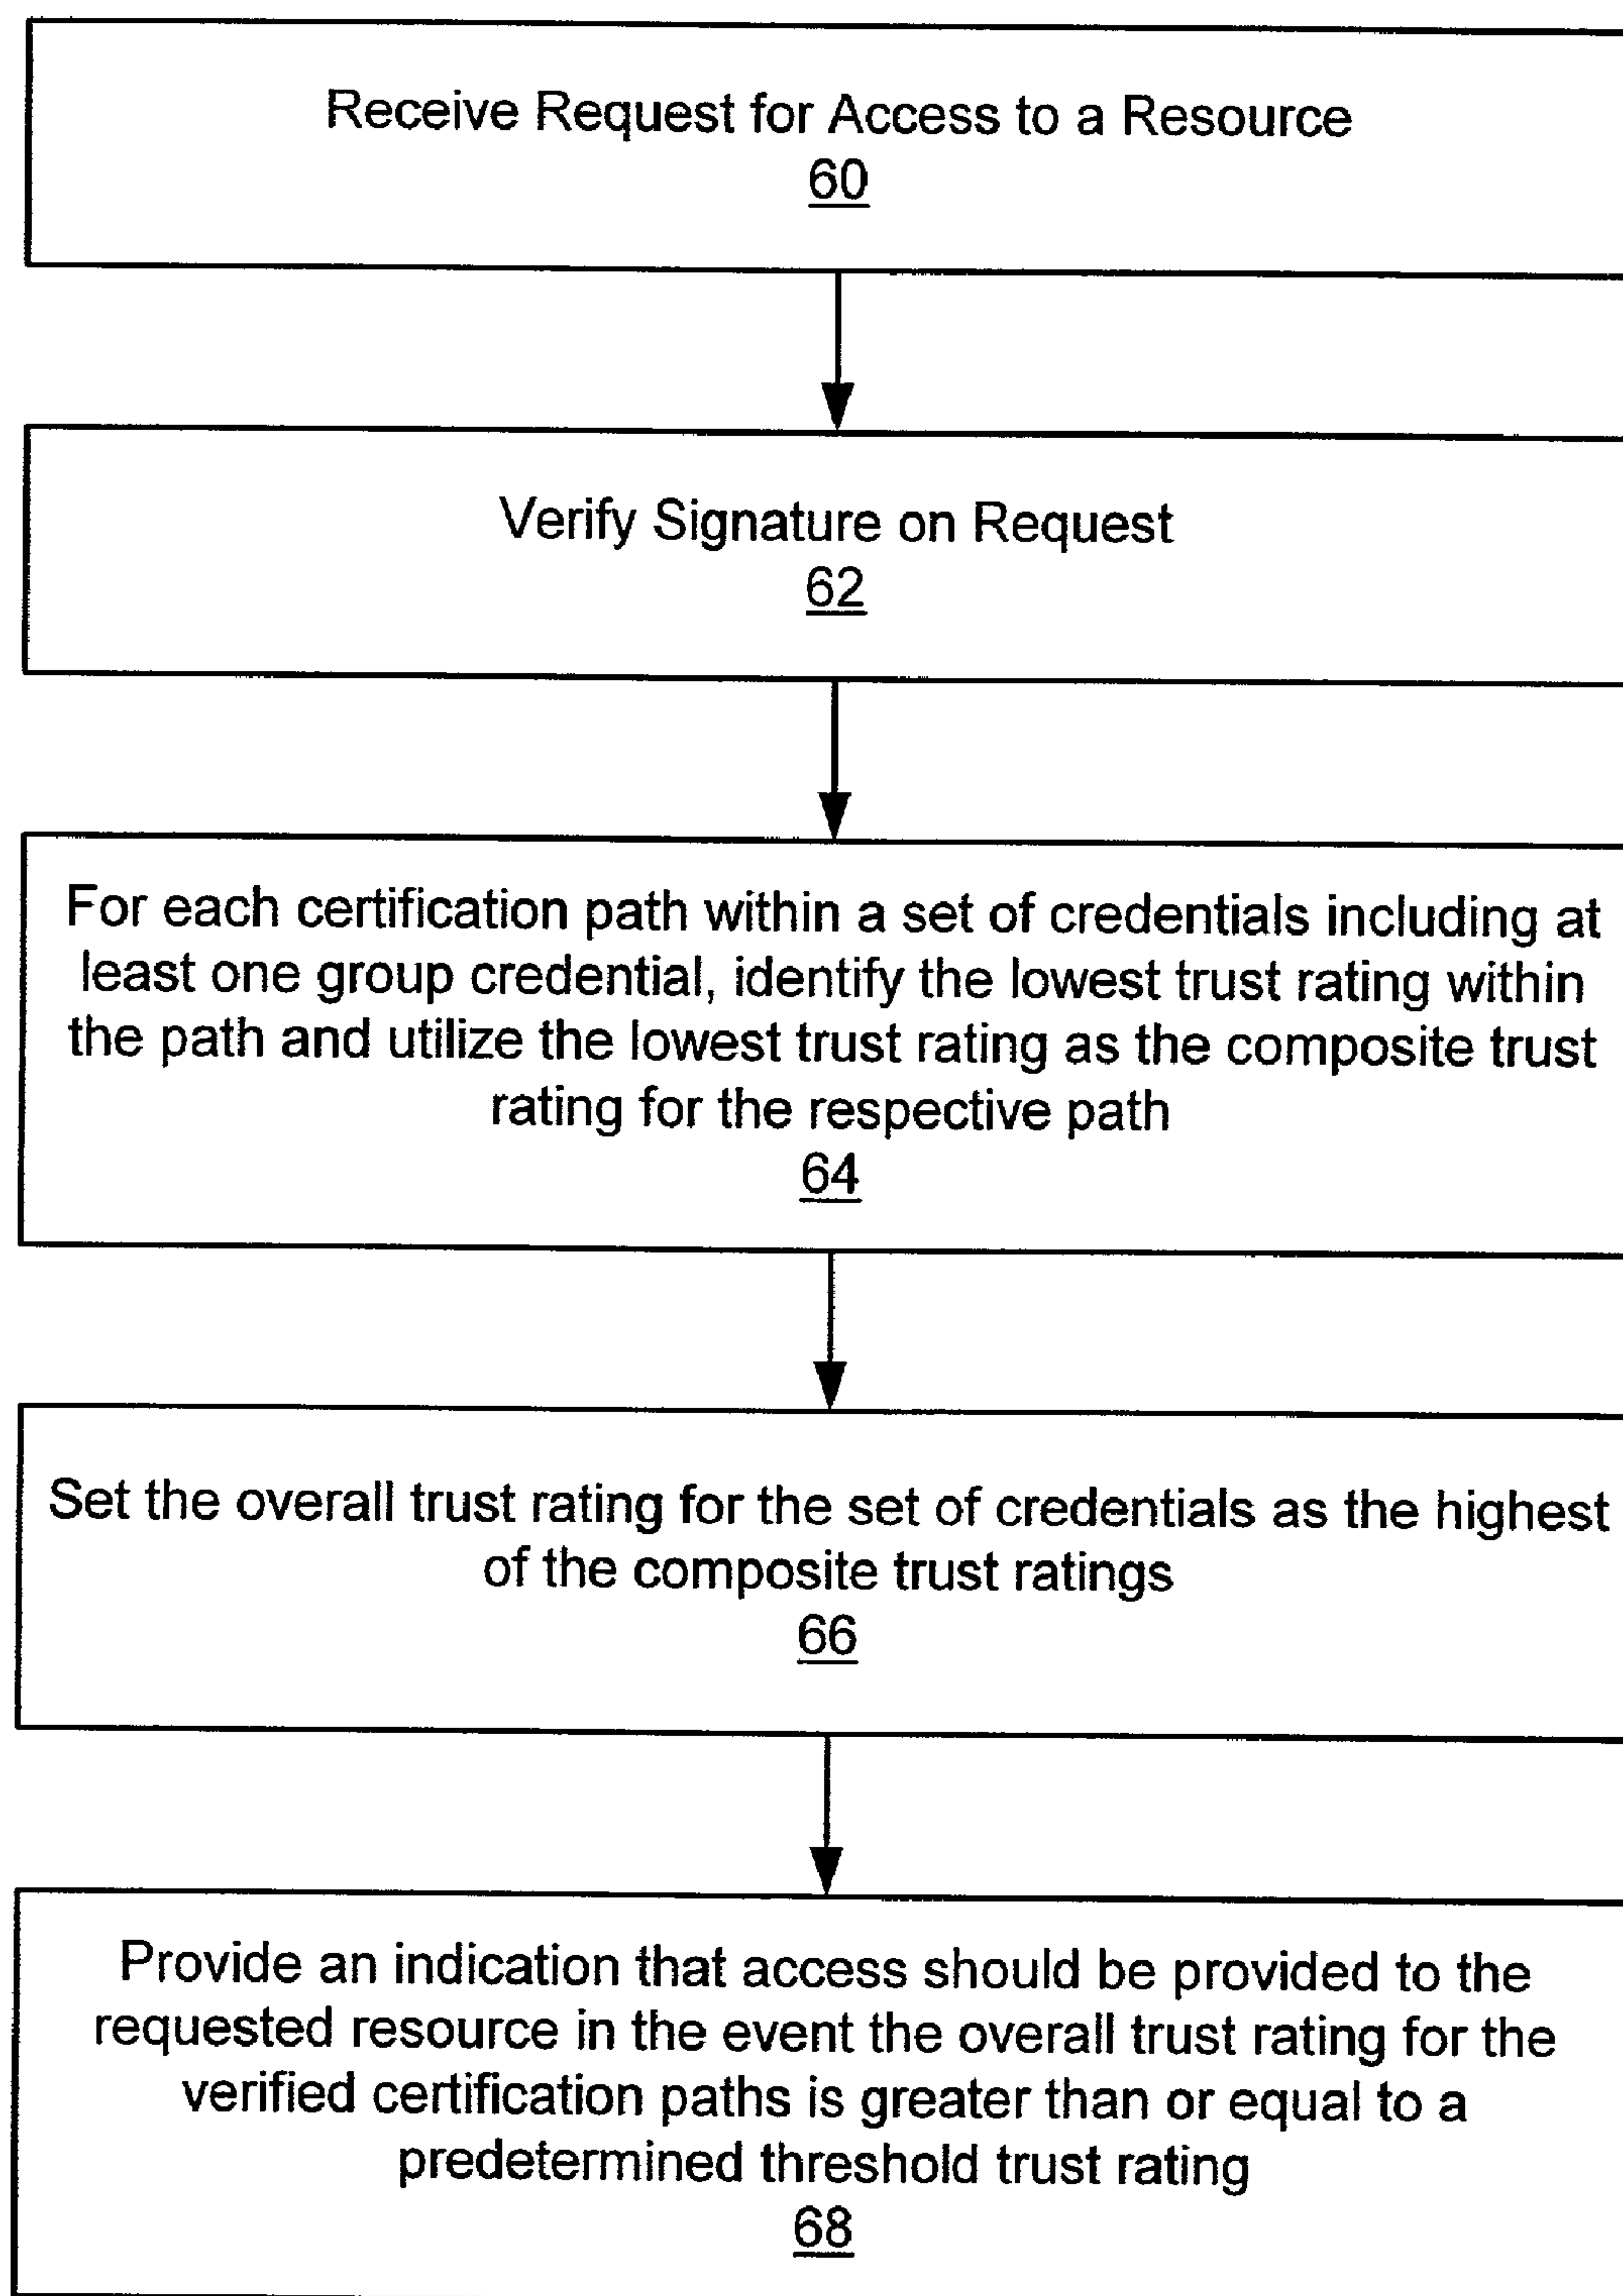 Receive Request for Access to a Resource
60
Verify Signature on Request
62
For each certification path within a set of credentials including at
least one group credential, identify the lowest trust rating within
the path and utilize the lowest trust rating as the composite trust
rating for the respective path
64
Set the overall trust rating for the set of credentials as the highest
of the composite trust ratings
66
Provide an indication that access should be provided to the
requested resource in the event the overall trust rating for the
verified certification paths is greater than or equal to a
predetermined threshold trust rating
68